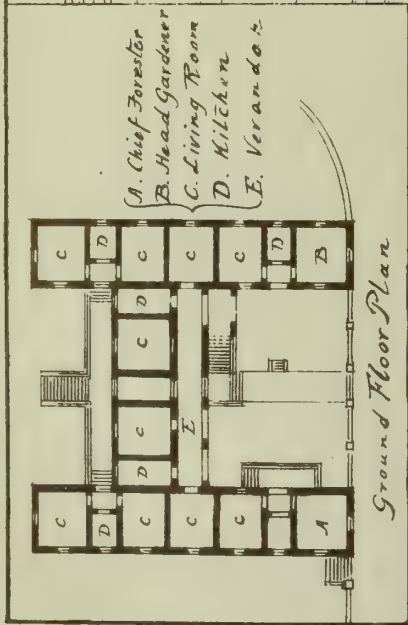 A. Chief Forester
B. Head Gardener
C. Living Room
D. Kitchen
E. Verandah
C C
D D
C D C C D C
C E C
C C
D
A B
Ground Floor Plan